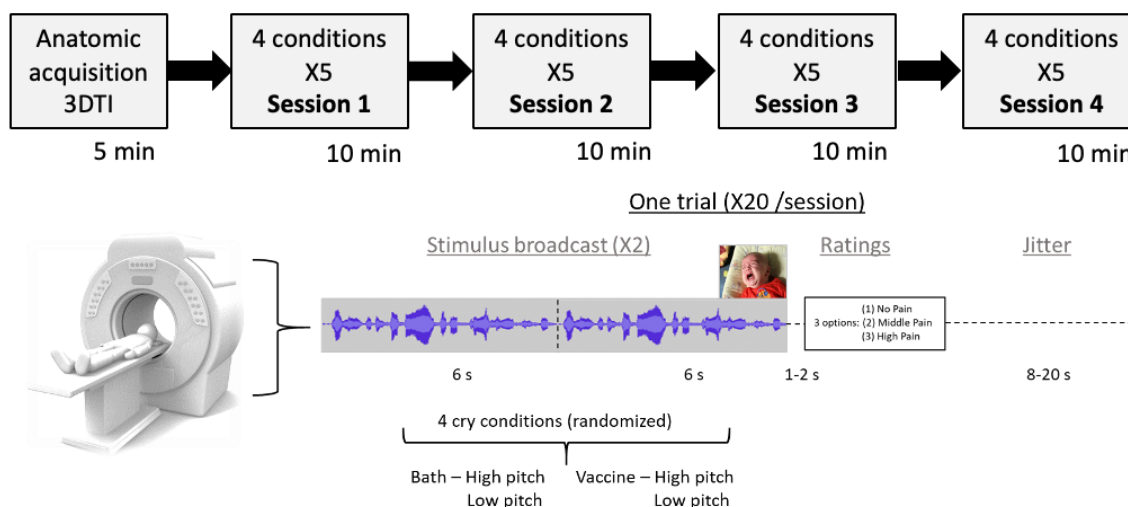 Anatomic
acquisition
3DTI
4 conditions
X5
Session 1
4 conditions
X5
Session 2
4 conditions
X5
Session 3
4 conditions
X5
Session 4
5 min
10 min
10 min
10 min
10 min
One trial (X20 /session)
Stimulus broadcast (X2)
Ratings
Jitter
3 options:
(1) No Pain
(2) Middle Pain
(3) High Pain
6 s
6 s
1-2 s
8-20 s
4 cry conditions (randomized)
Bath – High pitch
Low pitch
Vaccine – High pitch
Low pitch